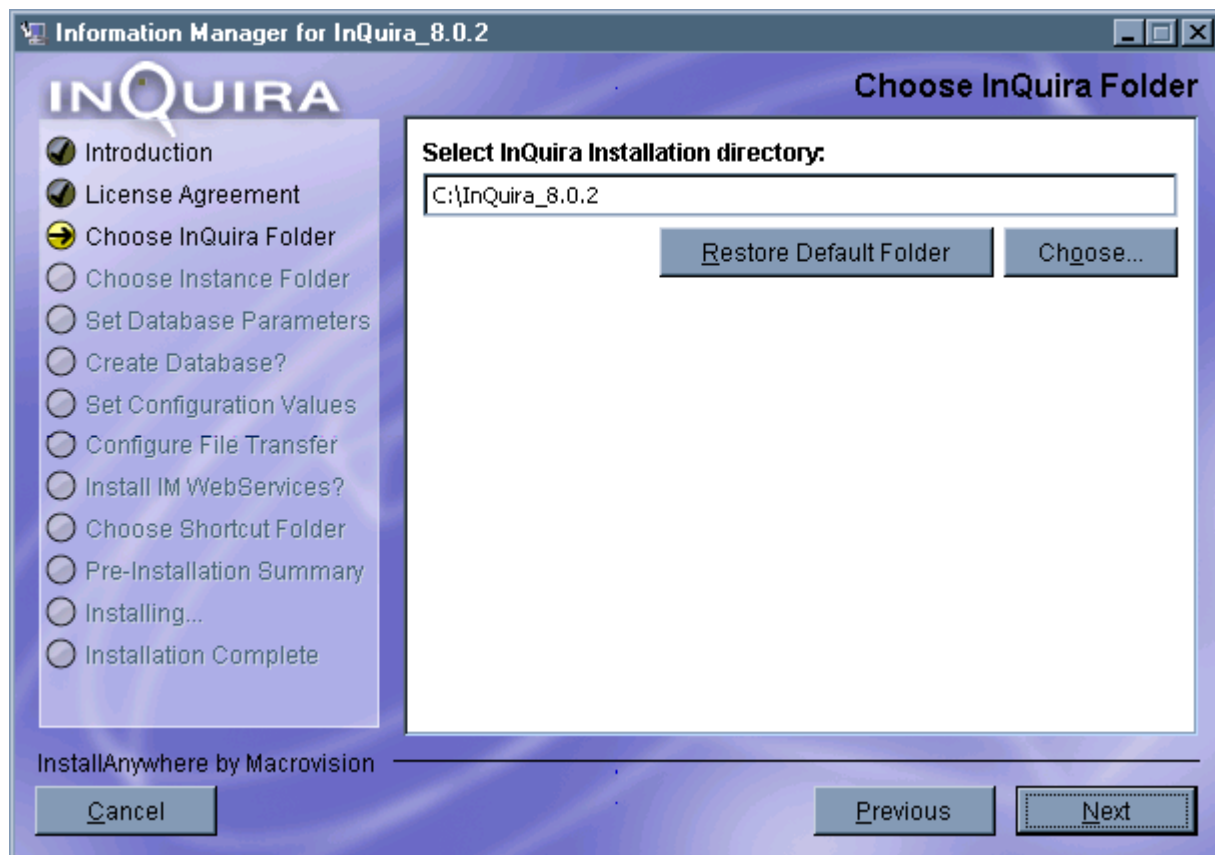 Information Manager for InQuira_8.0.2
INQUIRA
Choose InQuira Folder
Introduction
License Agreement
Choose InQuira Folder
Choose Instance Folder
Set Database Parameters
Create Database?
Set Configuration Values
Configure File Transfer
Install IM WebServices?
Choose Shortcut Folder
Pre-Installation Summary
Installing...
Installation Complete
Select InQuira Installation directory:
C:\InQuira_8.0.2
Restore Default Folder
Choose...
InstallAnywhere by Macrovision
Cancel
Previous
Next